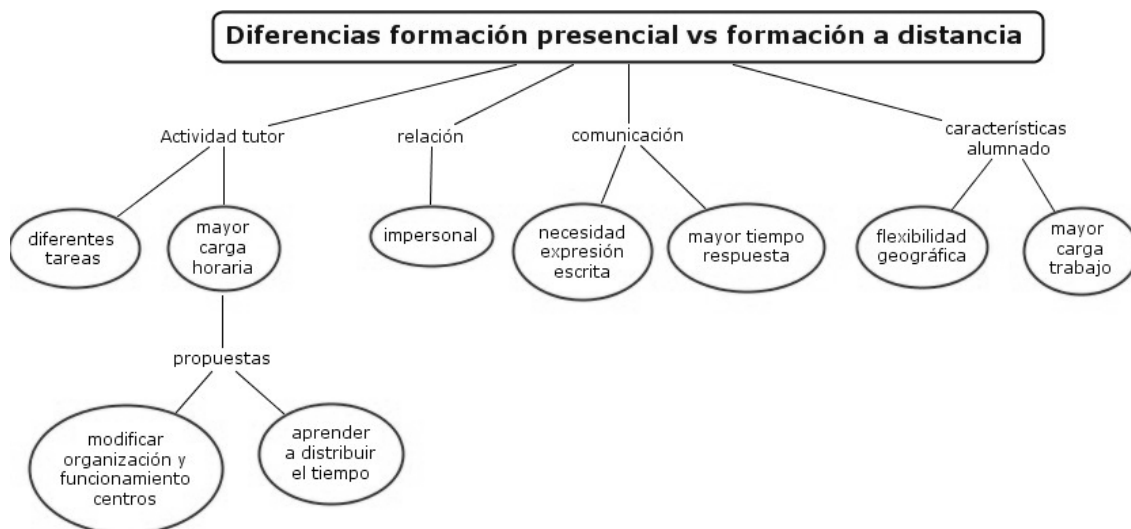 Diferencias formación presencial vs formación a distancia
Actividad tutor
relación
comunicación
característicás
alumnado
diferentes
tareas
mayor
carga
horaria
impersonal
necesidad
expresión
escrita
mayor tiempo
respuesta
flexibilidad
geográfica
mayor
carga
trabajo
propuestas
modificar
organización y
funcionamiento
centros
aprender
a distribuir
el tiempo